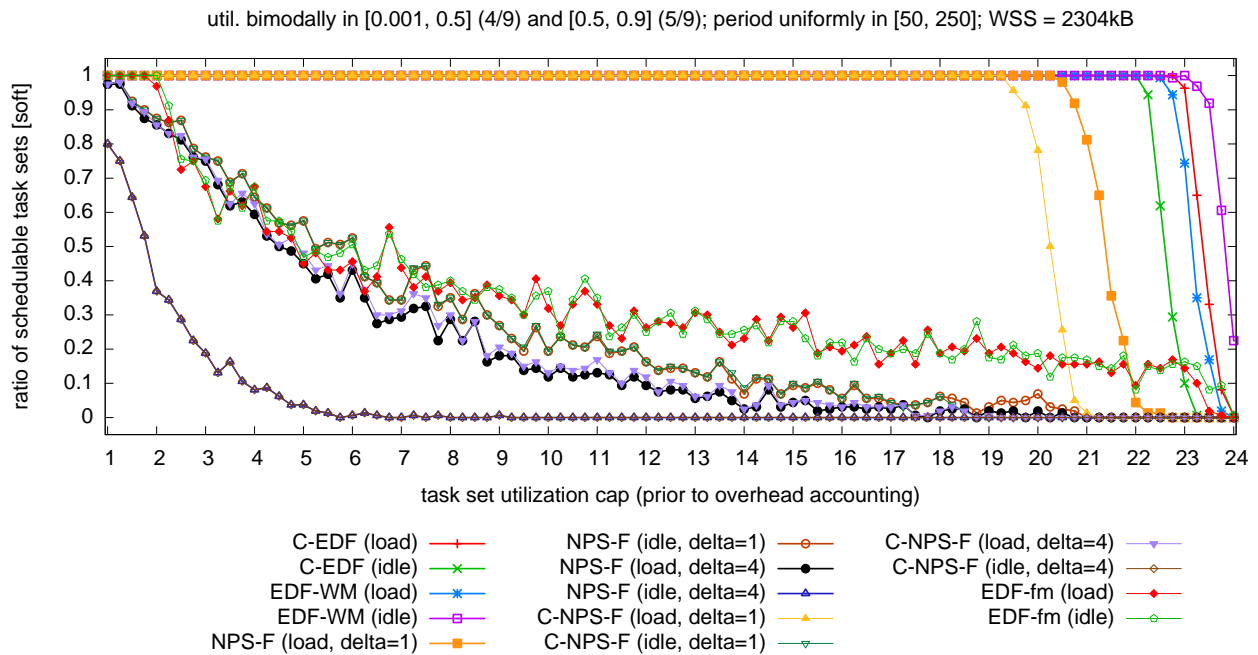 util. bimodally in [0.001, 0.5] (4/9) and [0.5, 0.9] (5/9); period uniformly in [50, 250]; WSS = 2304kB
ratio of schedulable task sets [soft]
1
0.9
0.8
0.7
0.6
0.5
0.4
0.3
0.2
0.1
0
1 2 3 4 5 6 7 8 9 10 11 12 13 14 15 16 17 18 19 20 21 22 23 24
task set utilization cap (prior to overhead accounting)
C-EDF (load)
C-EDF (idle)
EDF-WM (load)
EDF-WM (idle)
NPS-F (load, delta=1)
NPS-F (idle, delta=1)
NPS-F (load, delta=4)
NPS-F (idle, delta=4)
C-NPS-F (load, delta=1)
C-NPS-F (idle, delta=1)
C-NPS-F (load, delta=4)
C-NPS-F (idle, delta=4)
EDF-fm (load)
EDF-fm (idle)